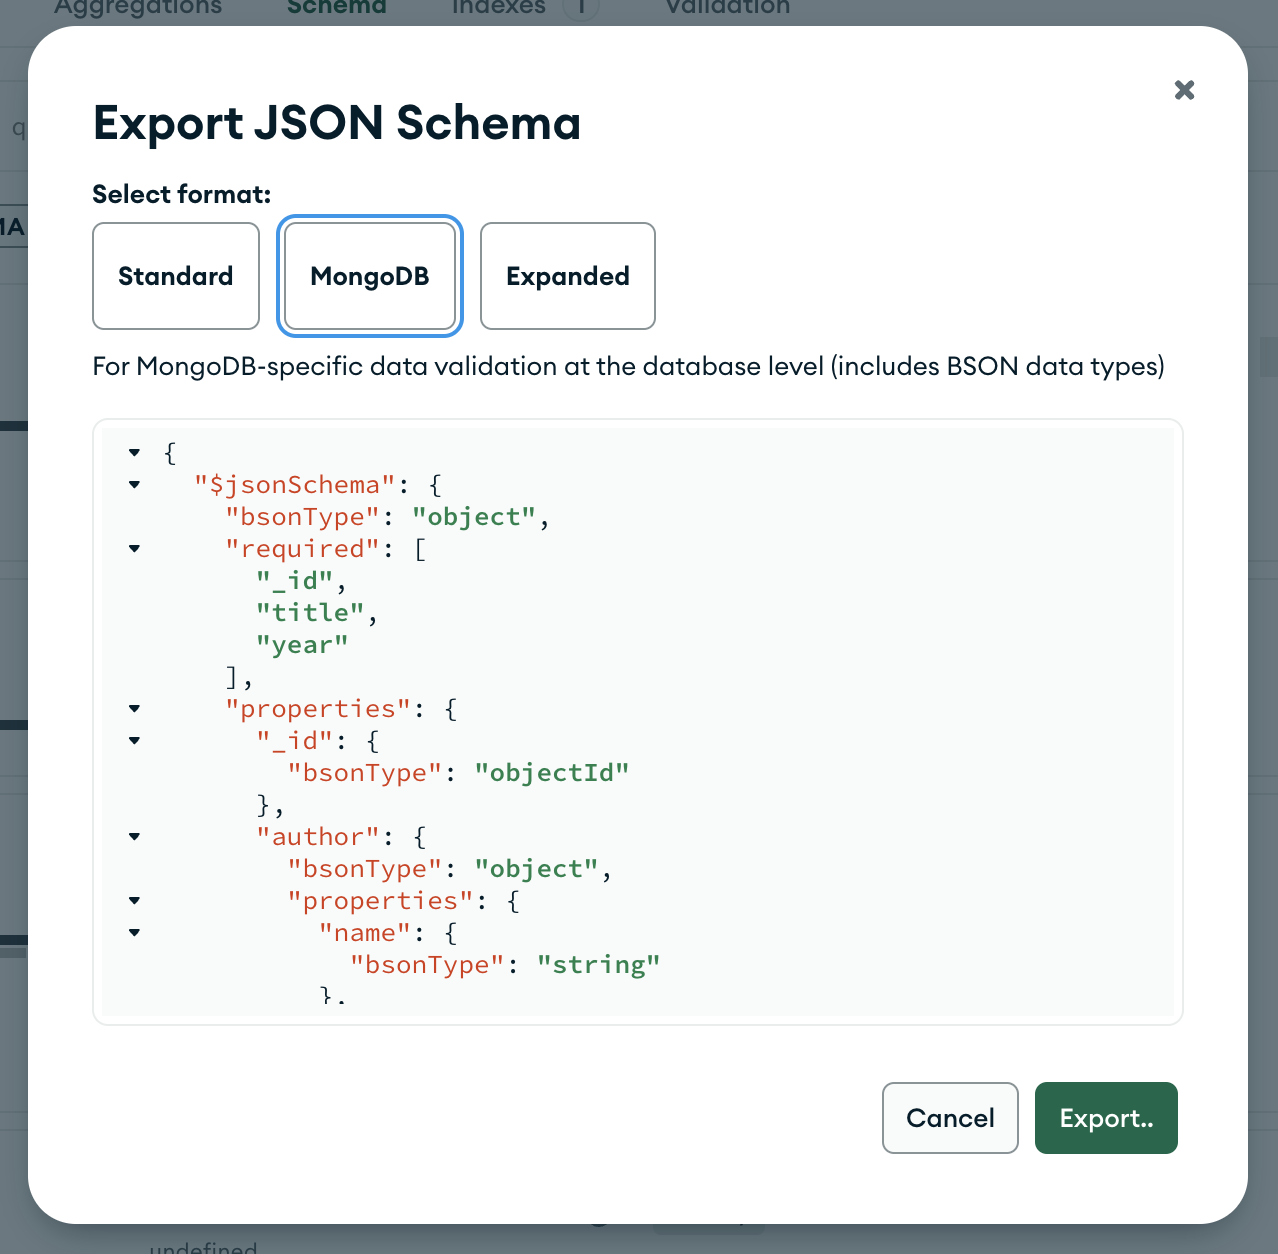 Aggregations Schema Indexes 1 Validation
Export JSON Schema
Select format:
Standard MongoDB Expanded
For MongoDB-specific data validation at the database level (includes BSON data types)
{
"$jsonSchema": {
"bsonType": "object",
"required": [
"_id",
"title",
"year"
],
"properties": {
"_id": {
"bsonType": "objectId"
},
"author": {
"bsonType": "object",
"properties": {
"name": {
"bsonType": "string"
},
Cancel Export..
undefined